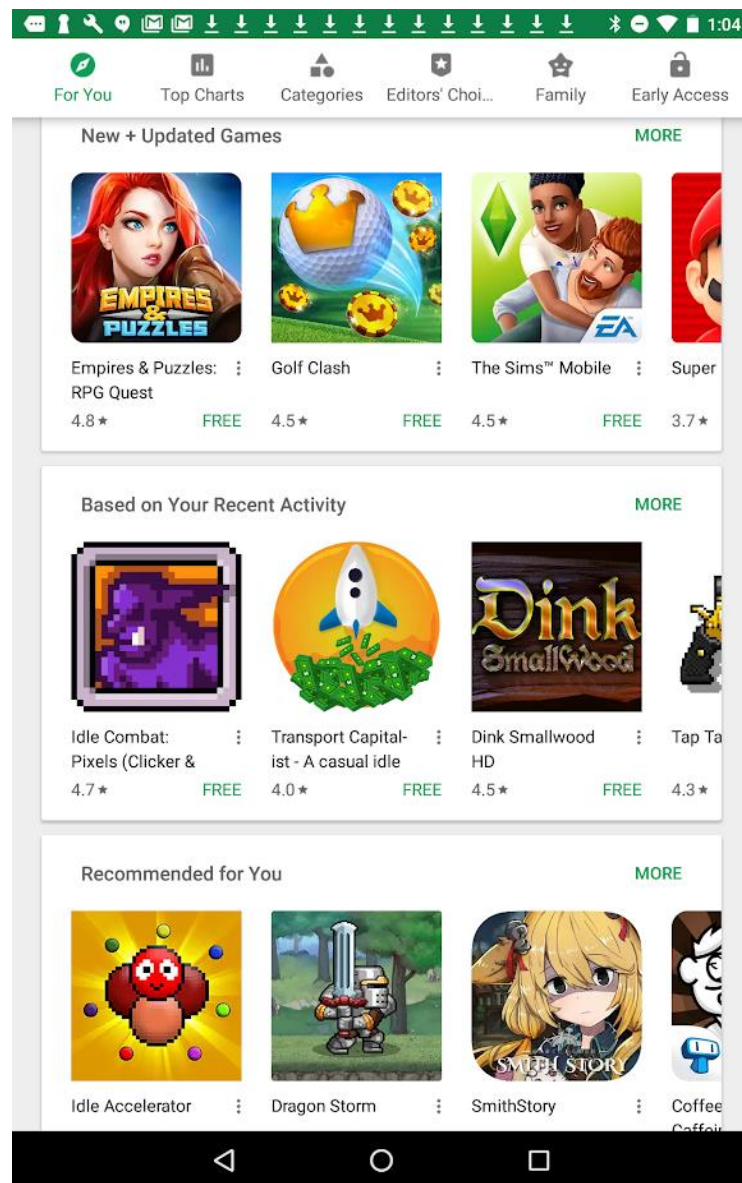 1:04
For You
Top Charts
Categories
Editors' Choi...
Family
Early Access
New + Updated Games
MORE
EMPIRES
&
PUZZLES
EA
Empires & Puzzles:
RPG Quest
4.8★
FREE
Golf Clash
4.5★
FREE
The Sims™ Mobile
4.5★
FREE
Super
3.7★
Based on Your Recent Activity
MORE
Dink
SmallWood
Idle Combat:
Pixels (Clicker &
4.7★
FREE
Transport Capital-
ist - A casual idle
4.0★
FREE
Dink Smallwood
HD
4.5★
FREE
Tap Ta
4.3★
Recommended for You
MORE
SMITH STORY
Idle Accelerator
Dragon Storm
SmithStory
Coffee